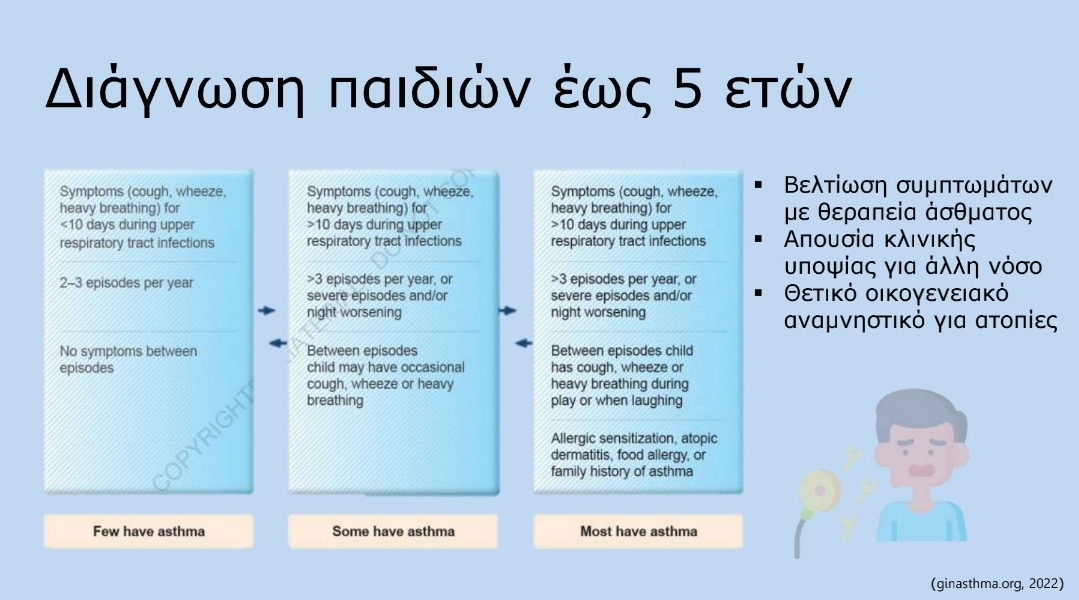 Διάγνωση παιδιών έως 5 ετών
Symptoms (cough, wheeze,
heavy breathing) for
<10 days during upper
respiratory tract infections
2–3 episodes per year
No symptoms between
episodes
Few have asthma
Symptoms (cough, wheeze,
heavy breathing) for
>10 days during upper
respiratory tract infections
>3 episodes per year, or
severe episodes and/or
night worsening
Between episodes
child may have occasional
cough, wheeze or heavy
breathing
Some have asthma
Symptoms (cough, wheeze,
heavy breathing) for
>10 days during upper
respiratory tract infections
>3 episodes per year, or
severe episodes and/or
night worsening
Between episodes child
has cough, wheeze or
heavy breathing during
play or when laughing
Allergic sensitization, atopic
dermatitis, food allergy, or
family history of asthma
Most have asthma
▪ Βελτίωση συμπτωμάτων
με θεραπεία άσθματος
▪ Απουσία κλινικής
υποψίας για άλλη νόσο
▪ Θετικό οικογενειακό
αναμνηστικό για ατοπίες
(ginasthma.org, 2022)